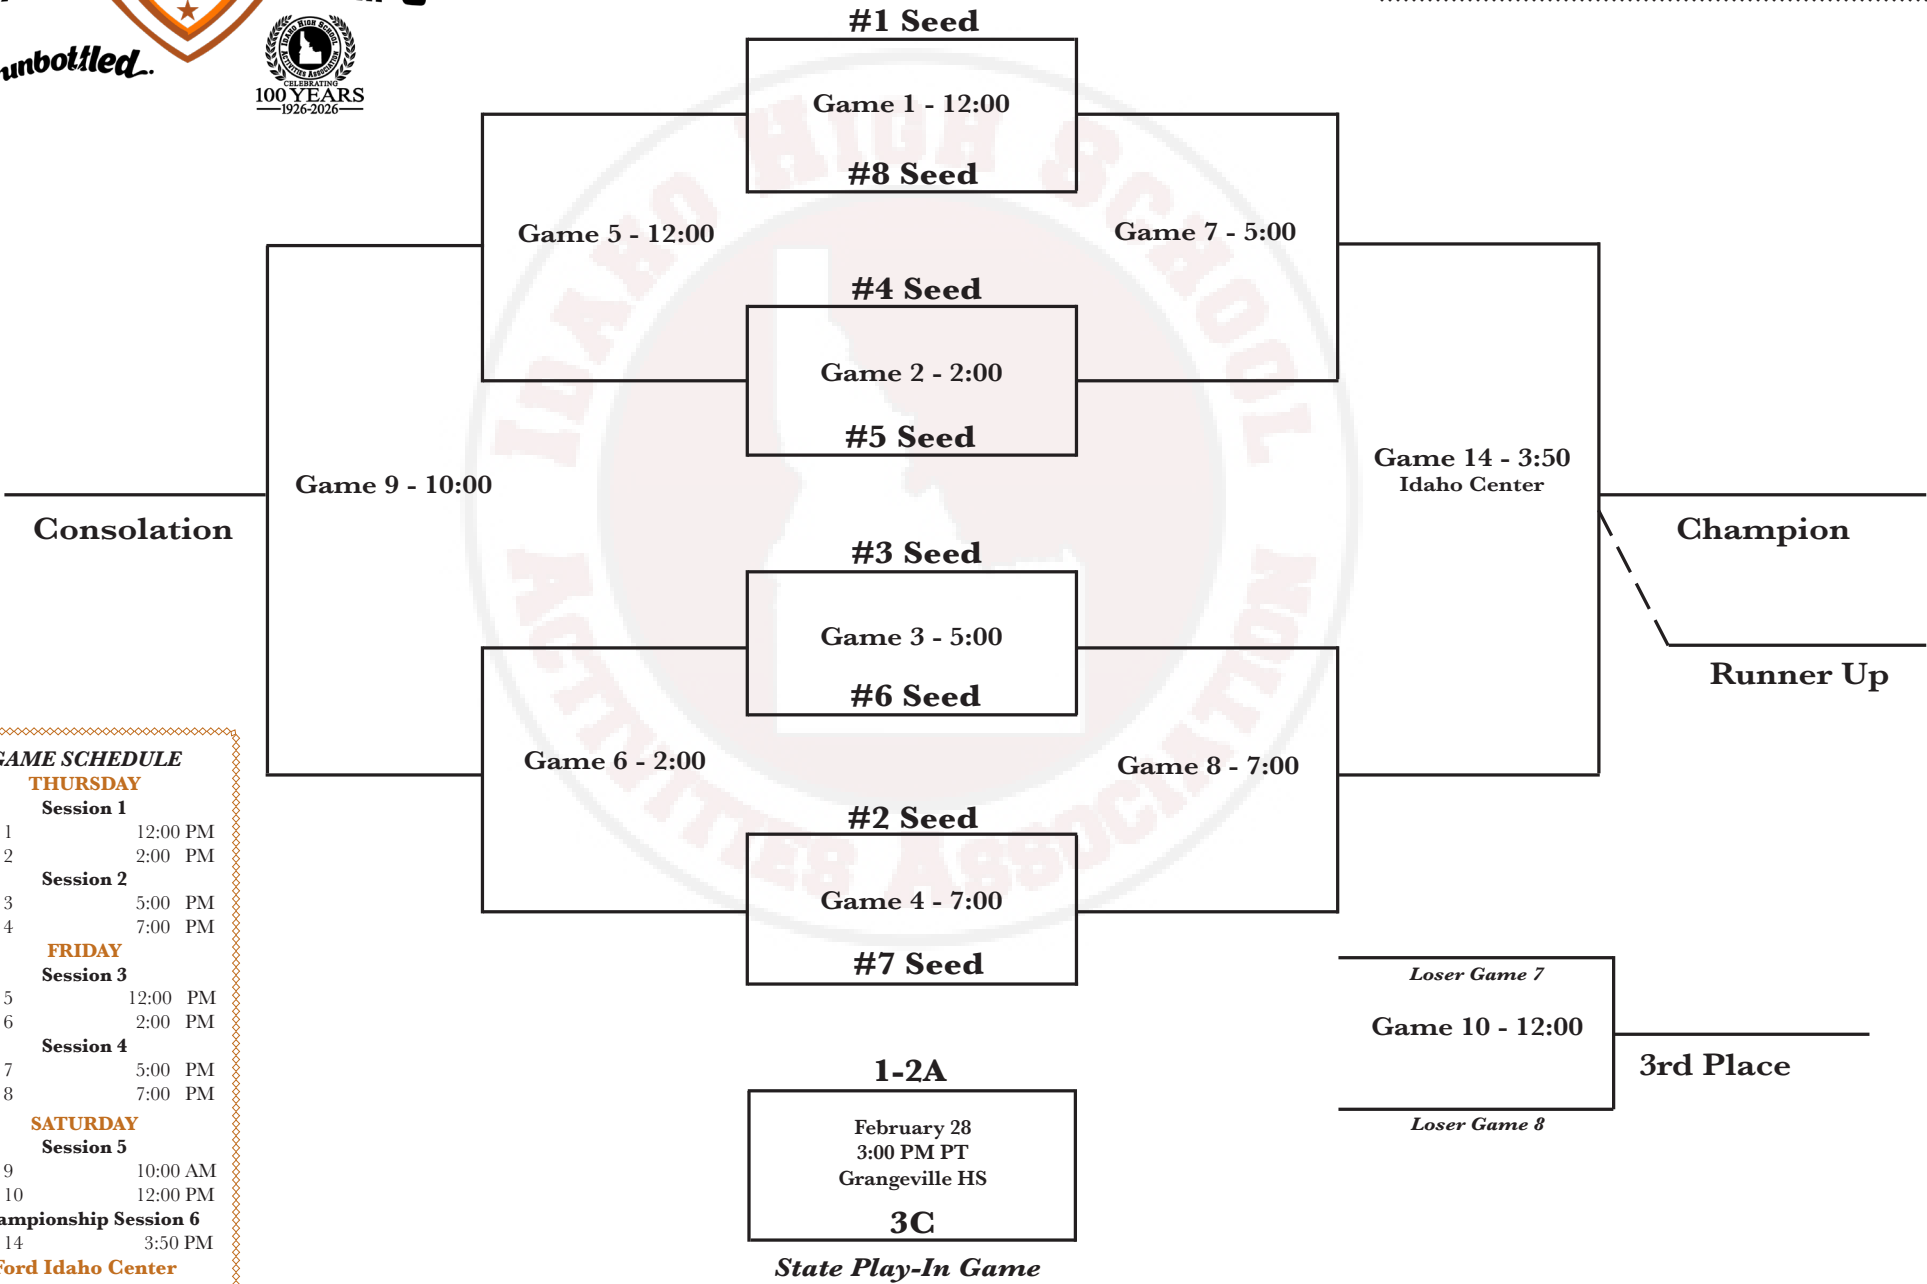 unbottled.
IDAHO HIGH SCHOOL
ACTIVITIES ASSOCIATION
CELEBRATING
100 YEARS
1926-2026
#1 Seed
Game 1 - 12:00
#8 Seed
Game 5 - 12:00
Game 7 - 5:00
#4 Seed
Game 2 - 2:00
#5 Seed
Game 9 - 10:00
Game 14 - 3:50
Idaho Center
Consolation
Champion
#3 Seed
Game 3 - 5:00
#6 Seed
Runner Up
Game 6 - 2:00
Game 8 - 7:00
#2 Seed
Game 4 - 7:00
#7 Seed
IDAHO HIGH SCHOOL
ACTIVITIES ASSOCIATION
GAME SCHEDULE
THURSDAY
Session 1
1 12:00 PM
2 2:00 PM
Session 2
3 5:00 PM
4 7:00 PM
FRIDAY
Session 3
5 12:00 PM
6 2:00 PM
Session 4
7 5:00 PM
8 7:00 PM
SATURDAY
Session 5
9 10:00 AM
10 12:00 PM
ampionship Session 6
14 3:50 PM
Ford Idaho Center
Loser Game 7
Game 10 - 12:00
3rd Place
Loser Game 8
1-2A
February 28
3:00 PM PT
Grangeville HS
3C
State Play-In Game